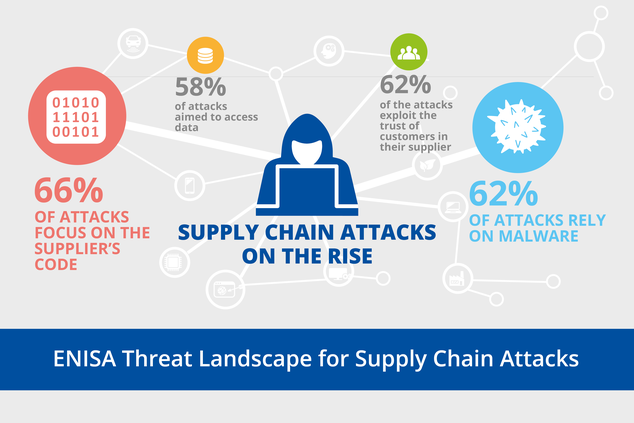 58%
of attacks
aimed to access
data
62%
of the attacks
exploit the
trust of
customers in
their supplier
01010
11101
00101
66%
OF ATTACKS
FOCUS ON THE
SUPPLIER'S
CODE
62%
OF ATTACKS RELY
ON MALWARE
SUPPLY CHAIN ATTACKS
ON THE RISE
ENISA Threat Landscape for Supply Chain Attacks